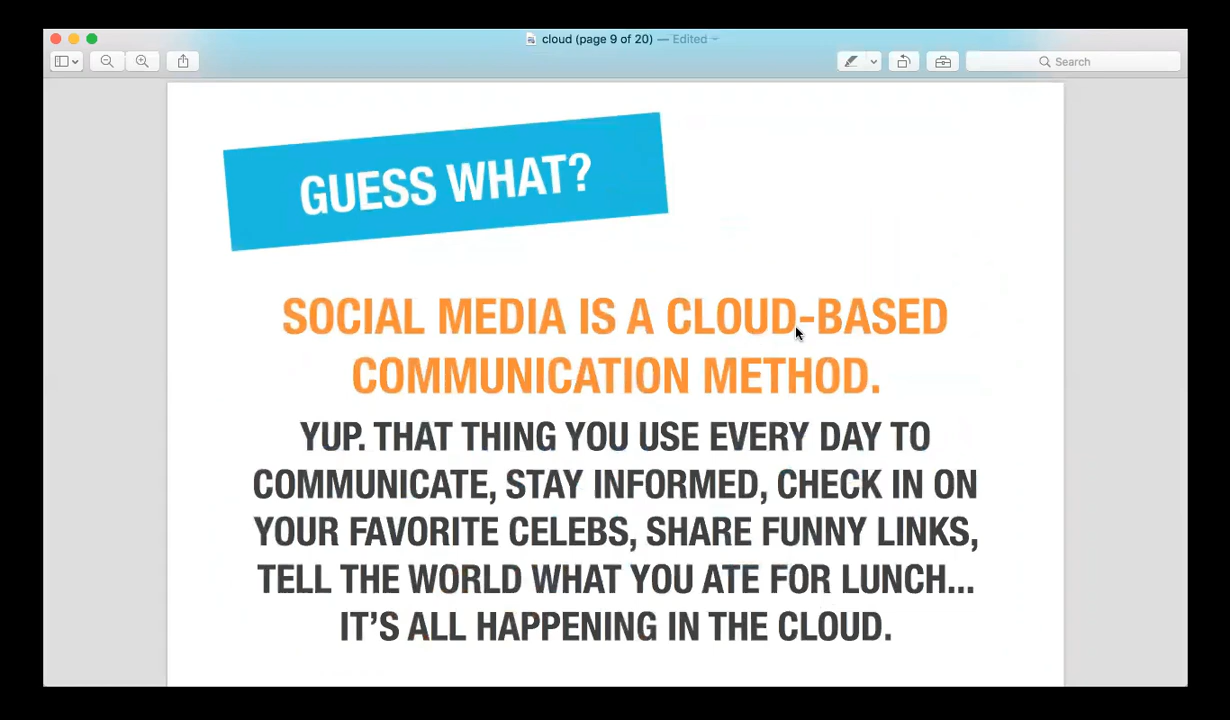 cloud (page 9 of 20) — Edited
Search
GUESS WHAT?
SOCIAL MEDIA IS A CLOUD-BASED
COMMUNICATION METHOD.
YUP. THAT THING YOU USE EVERY DAY TO
COMMUNICATE, STAY INFORMED, CHECK IN ON
YOUR FAVORITE CELEBS, SHARE FUNNY LINKS,
TELL THE WORLD WHAT YOU ATE FOR LUNCH...
IT'S ALL HAPPENING IN THE CLOUD.